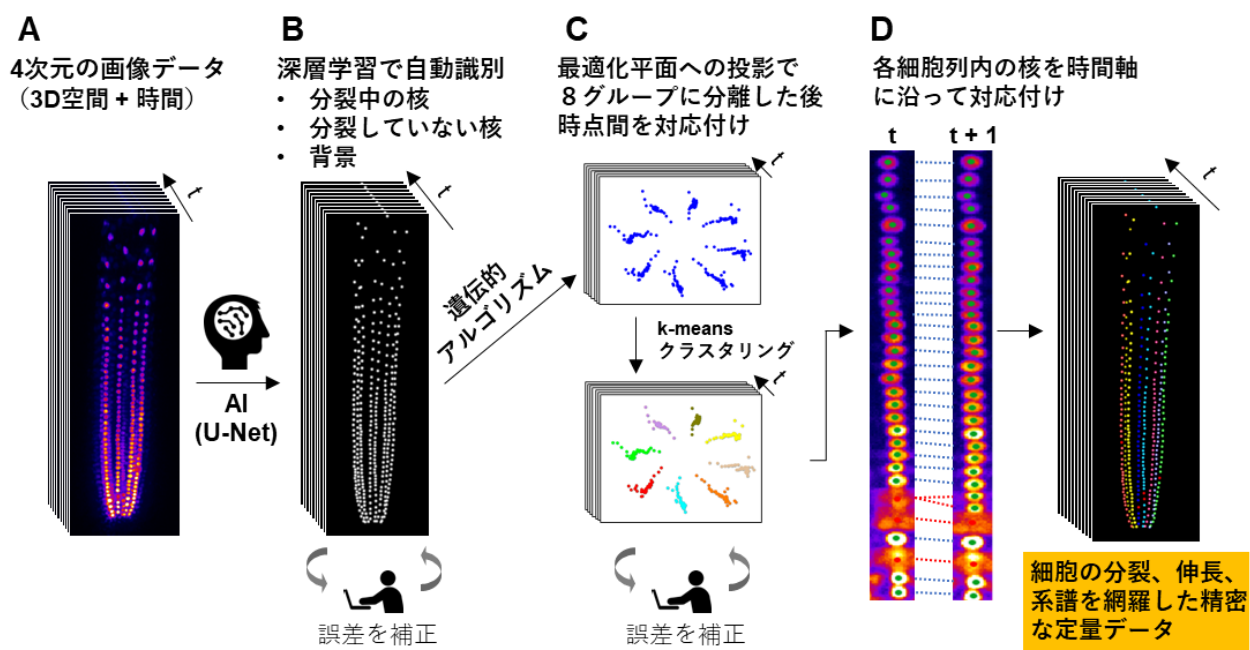 A
4次元の画像データ
（3D空間 + 時間）
t
AI
(U-Net)
B
深層学習で自動識別
• 分裂中の核
• 分裂していない核
• 背景
t
誤差を補正
遺伝的
アルゴリズム
C
最適化平面への投影で
８グループに分離した後
時点間を対応付け
t
k-means
クラスタリング
t
誤差を補正
D
各細胞列内の核を時間軸
に沿って対応付け
t
t + 1
t
細胞の分裂、伸長、
系譜を網羅した精密
な定量データ